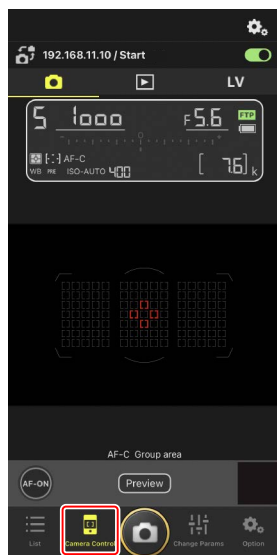 192.168.11.10 / Start
LV
S 1000 F5.6 FTP
AF-C
WB PRE ISO-AUTO 400 [ 7.6] k
AF-C Group area
AF-ON Preview
List Camera Control Change Params Option